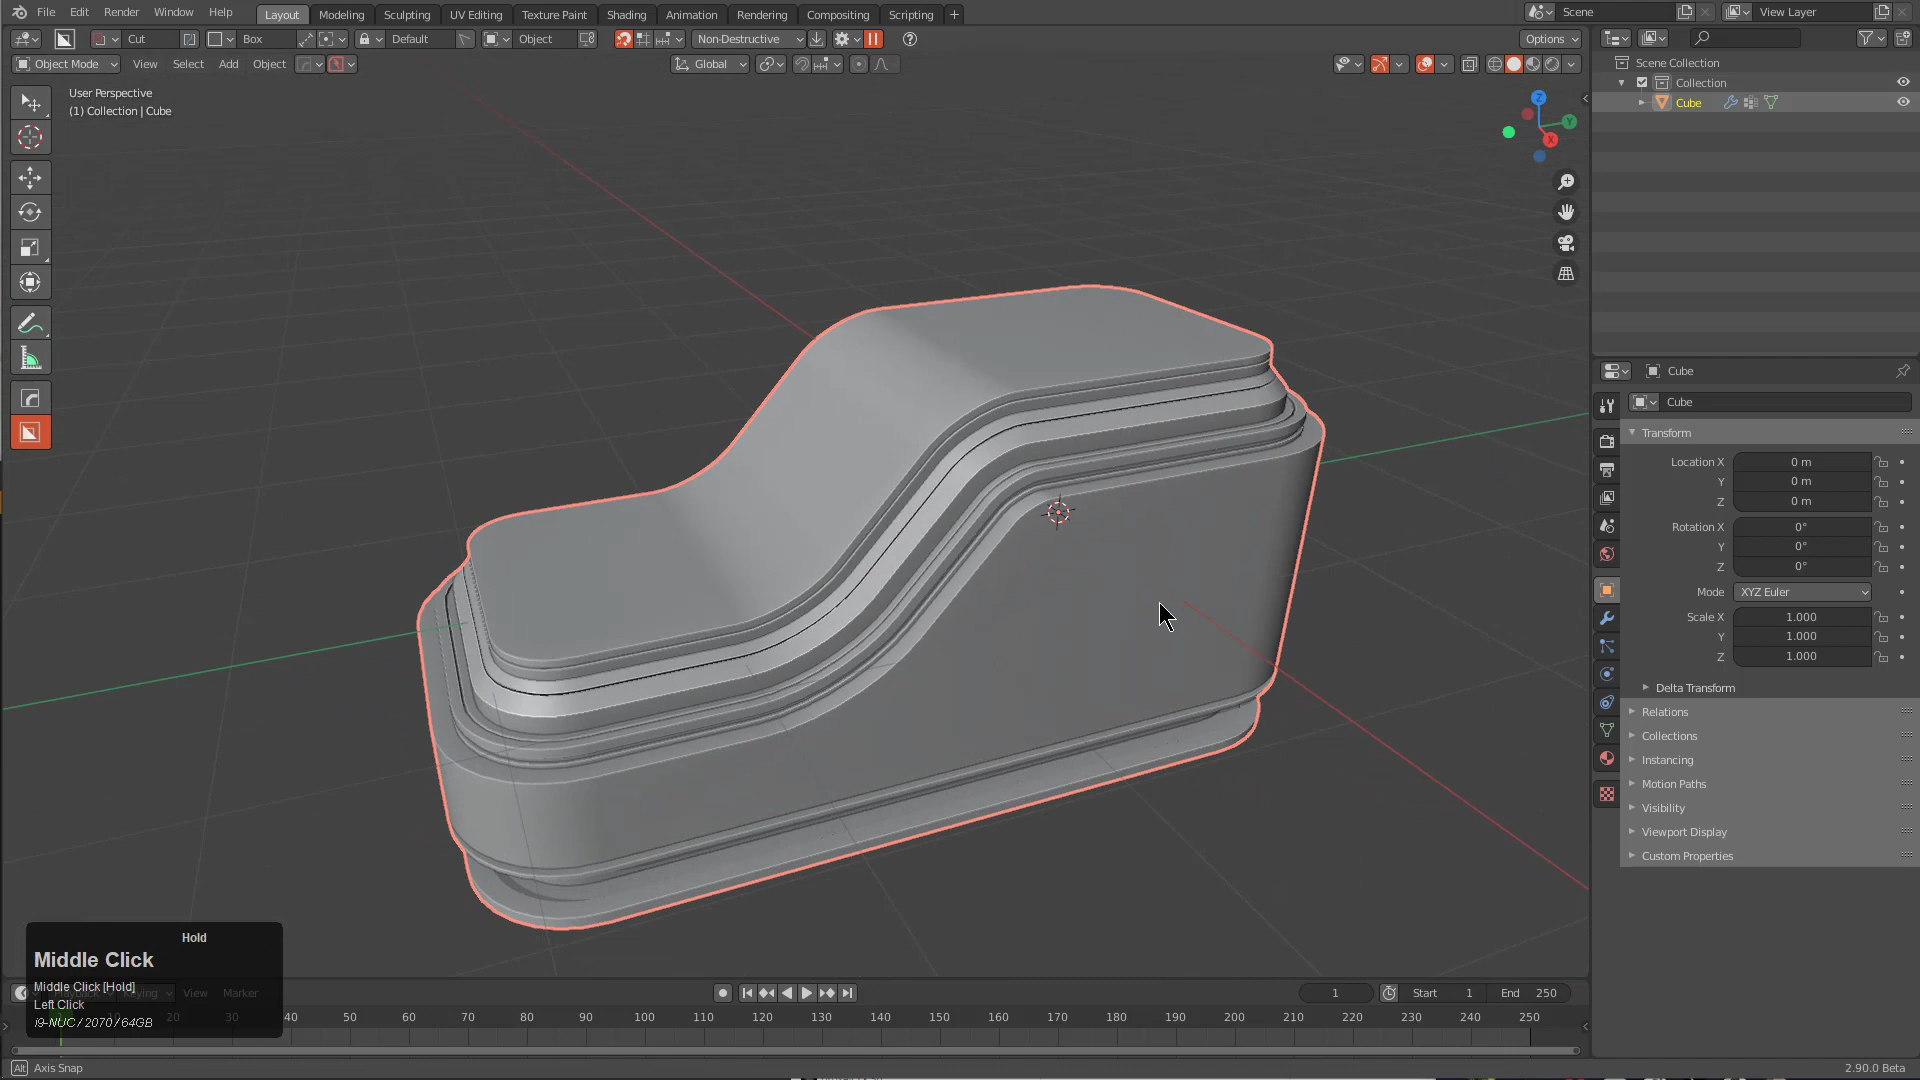 File Edit Render Window Help Layout Modeling Sculpting UV Editing Texture Paint Shading Animation Rendering Compositing Scripting + Scene View Layer
Cut Box Default Object Non-Destructive Options
Object Mode View Select Add Object Global
User Perspective
(1) Collection | Cube
Z
Y
X
Scene Collection
Collection
Cube
Cube
Cube
Transform
Location X 0 m
Y 0 m
Z 0 m
Rotation X 0°
Y 0°
Z 0°
Mode XYZ Euler
Scale X 1.000
Y 1.000
Z 1.000
Delta Transform
Relations
Collections
Instancing
Motion Paths
Visibility
Viewport Display
Custom Properties
Hold
Middle Click
Middle Click [Hold]
Left Click
i9-NUC / 2070 / 64GB
Playback Keying View Marker 1 Start 1 End 250
10 20 30 40 50 60 70 80 90 100 110 120 130 140 150 160 170 180 190 200 210 220 230 240 250
Alt Axis Snap 2.90.0 Beta